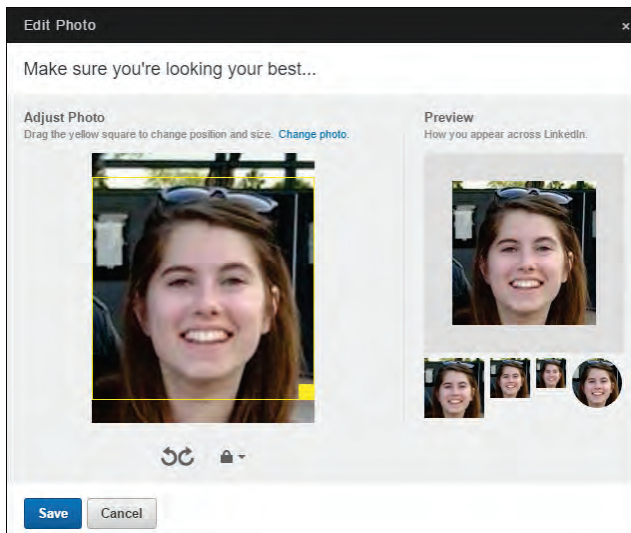 Edit Photo
×
Make sure you're looking your best...
Adjust Photo
Drag the yellow square to change position and size. Change photo.
Preview
How you appear across LinkedIn.
Save
Cancel